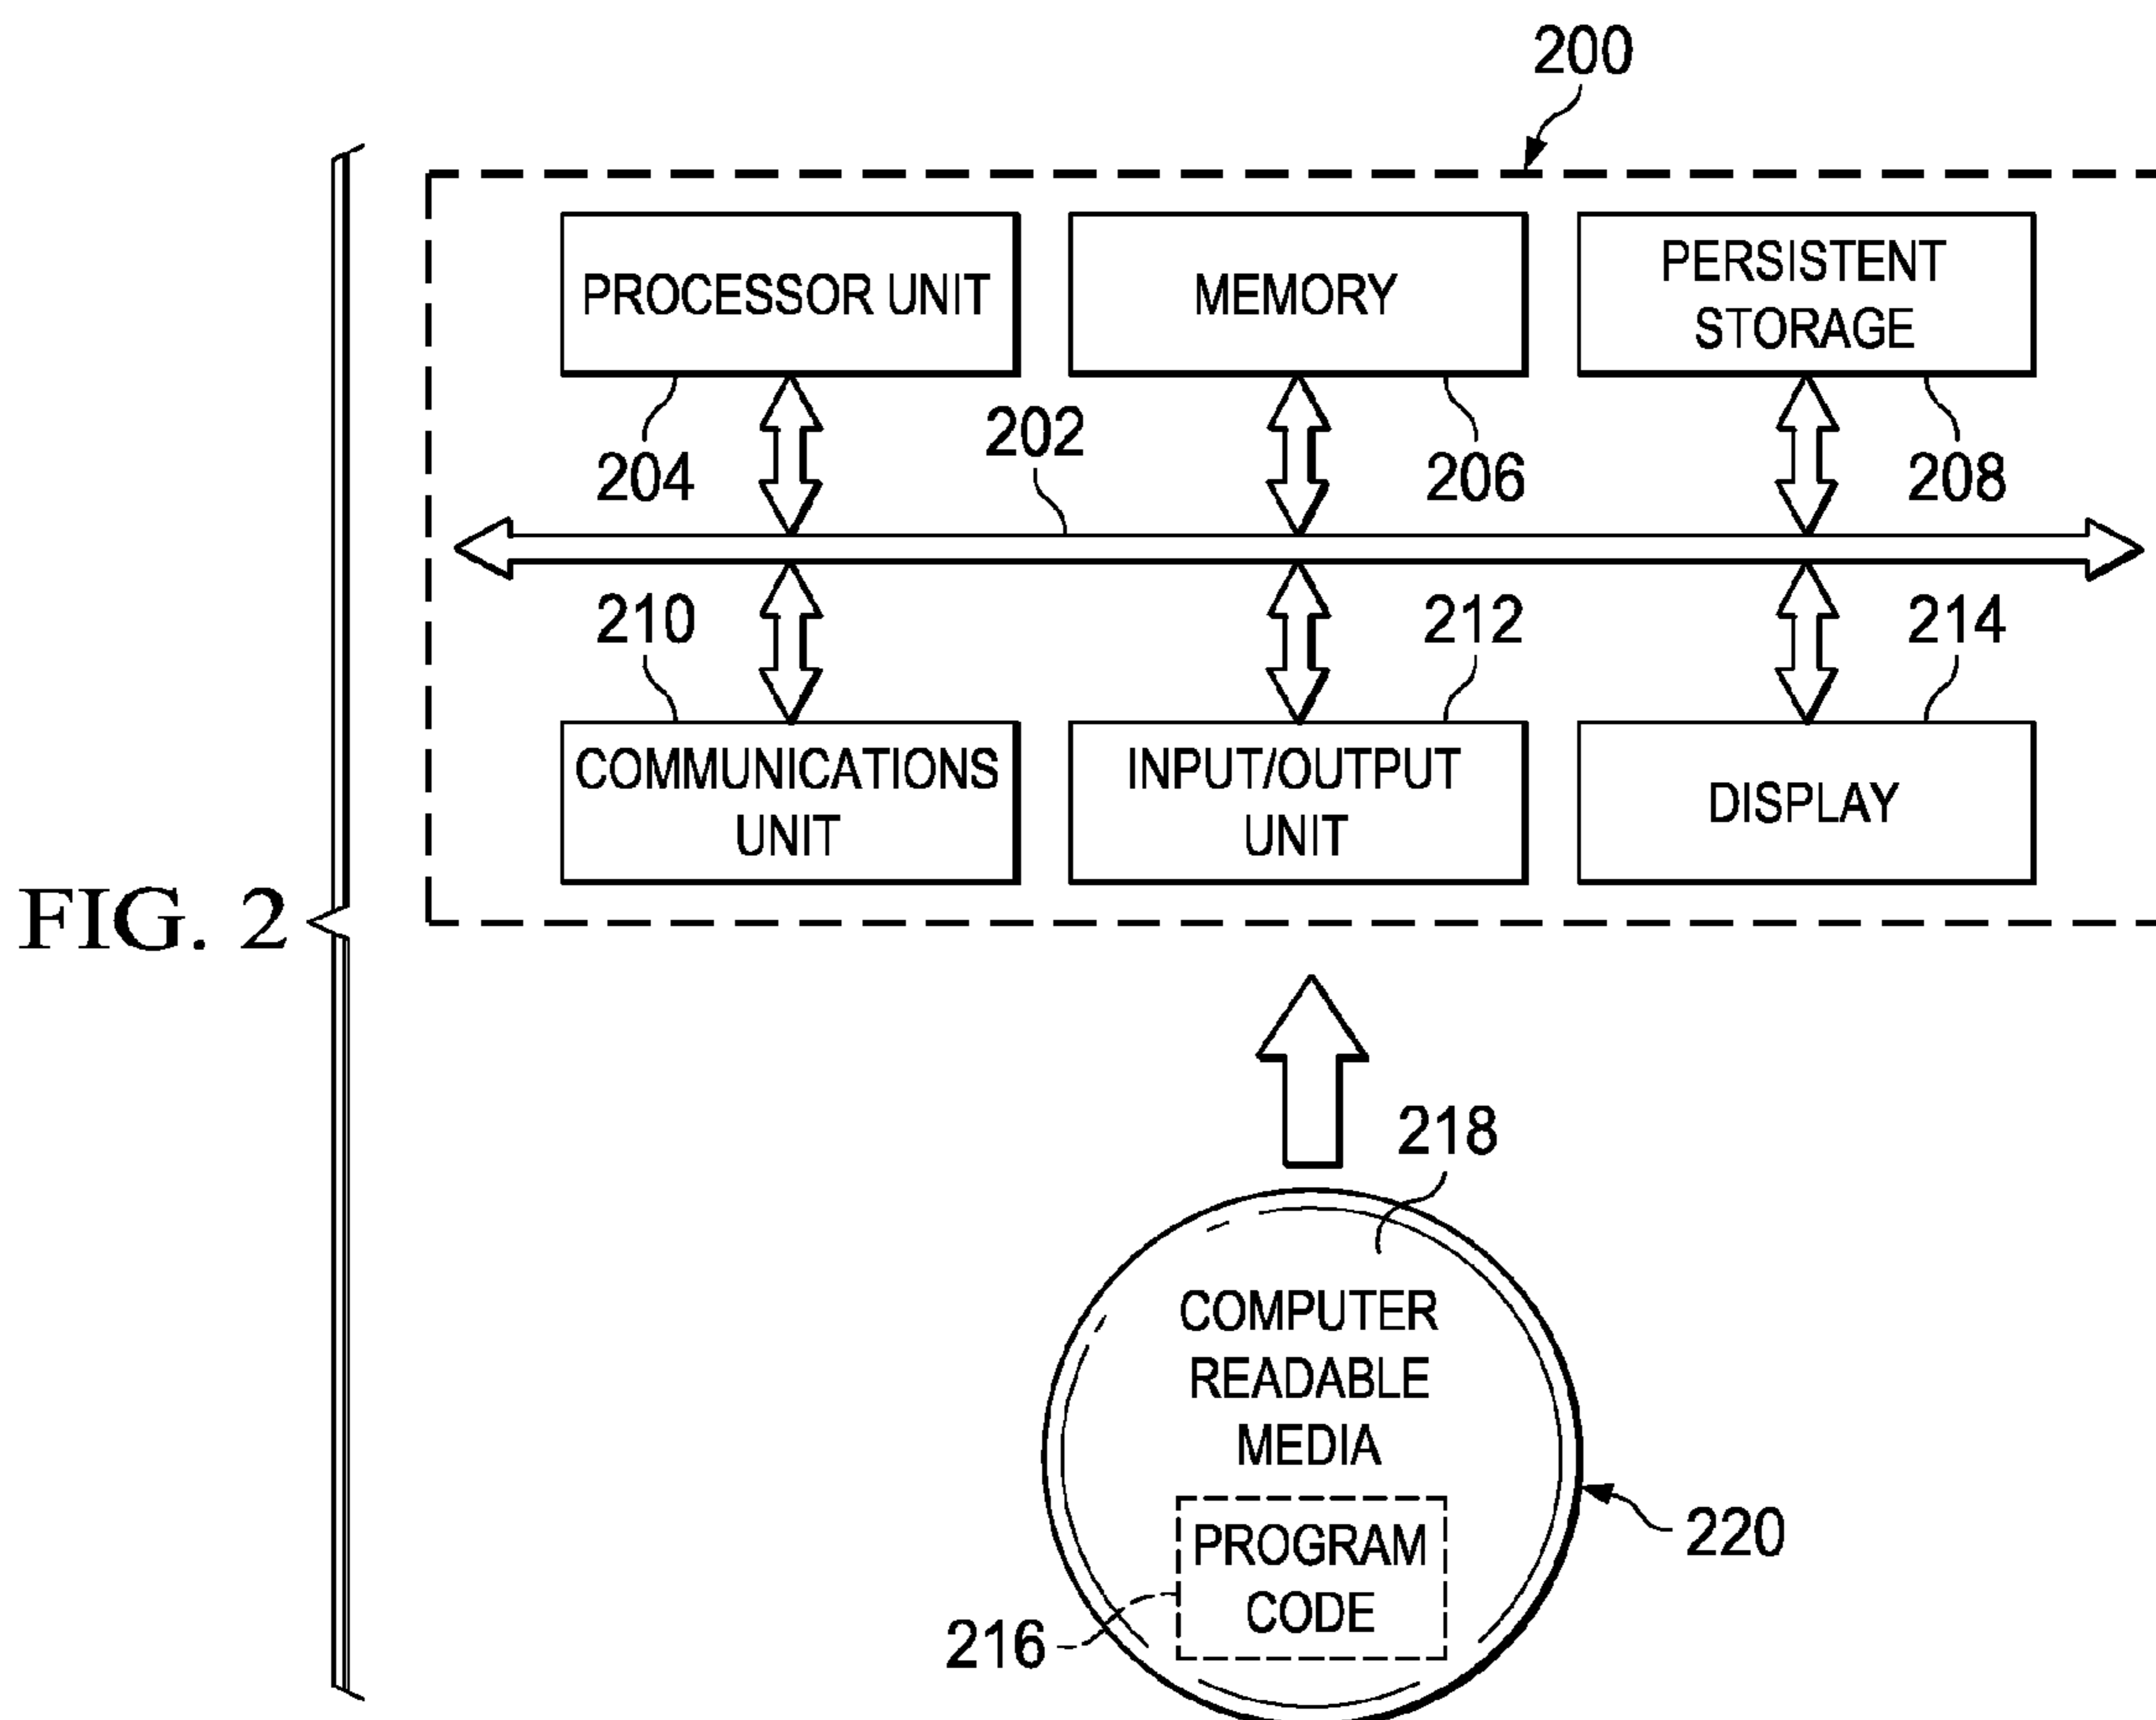 200
PROCESSOR UNIT
MEMORY
PERSISTENT
STORAGE
204
202
206
208
210
212
214
COMMUNICATIONS
UNIT
INPUT/OUTPUT
UNIT
DISPLAY
FIG. 2
218
COMPUTER
READABLE
MEDIA
PROGRAM
CODE
220
216